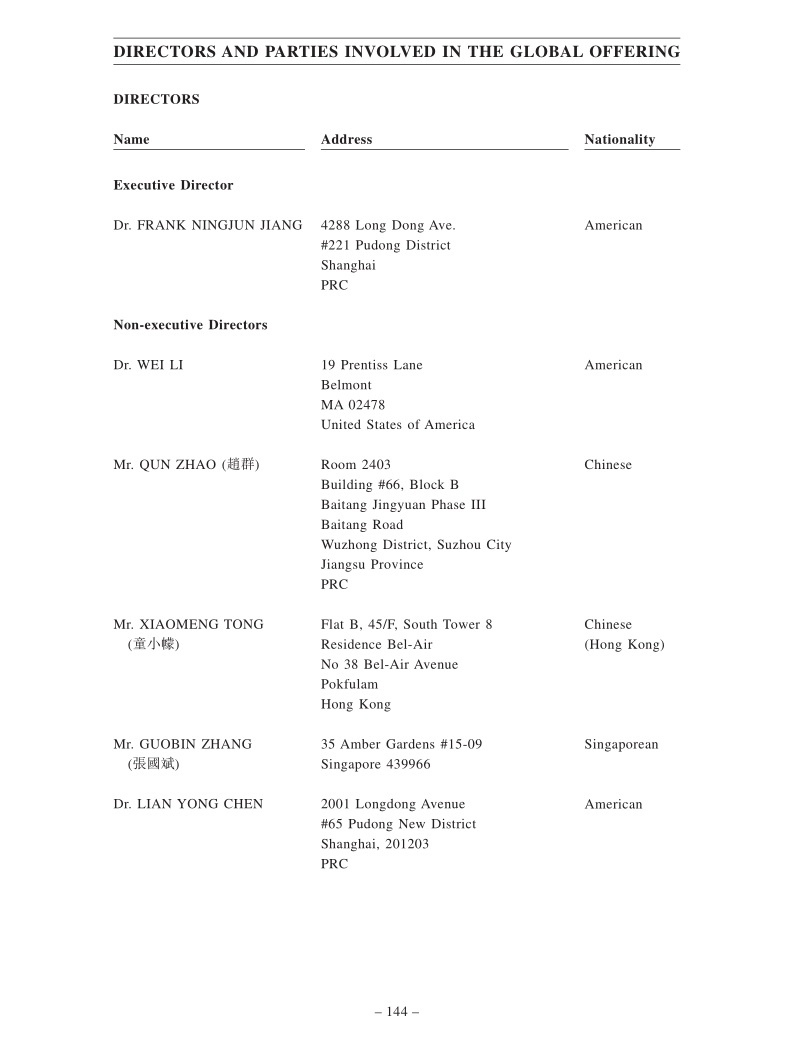 DIRECTORS AND PARTIES INVOLVED IN THE GLOBAL OFFERING
DIRECTORS
Name Address Nationality
Executive Director
Dr. FRANK NINGJUN JIANG 4288 Long Dong Ave. American
#221 Pudong District
Shanghai
PRC
Non-executive Directors
Dr. WEI LI 19 Prentiss Lane American
Belmont
MA 02478
United States of America
Mr. QUN ZHAO (趙群) Room 2403 Chinese
Building #66, Block B
Baitang Jingyuan Phase III
Baitang Road
Wuzhong District, Suzhou City
Jiangsu Province
PRC
Mr. XIAOMENG TONG Flat B, 45/F, South Tower 8 Chinese
(童小幪) Residence Bel-Air (Hong Kong)
No 38 Bel-Air Avenue
Pokfulam
Hong Kong
Mr. GUOBIN ZHANG 35 Amber Gardens #15-09 Singaporean
(張國斌) Singapore 439966
Dr. LIAN YONG CHEN 2001 Longdong Avenue American
#65 Pudong New District
Shanghai, 201203
PRC
– 144 –